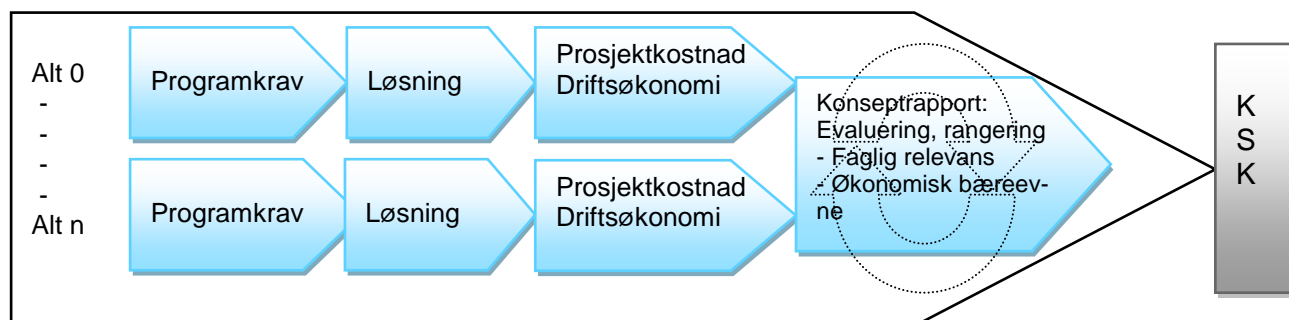 Alt 0
-
-
-
-
Alt n
Programkrav
Løsning
Prosjektkostnad
Driftsøkonomi
Programkrav
Løsning
Prosjektkostnad
Driftsøkonomi
Konseptrapport:
Evaluering, rangering
- Faglig relevans
- Økonomisk bæreev-
ne
K
S
K